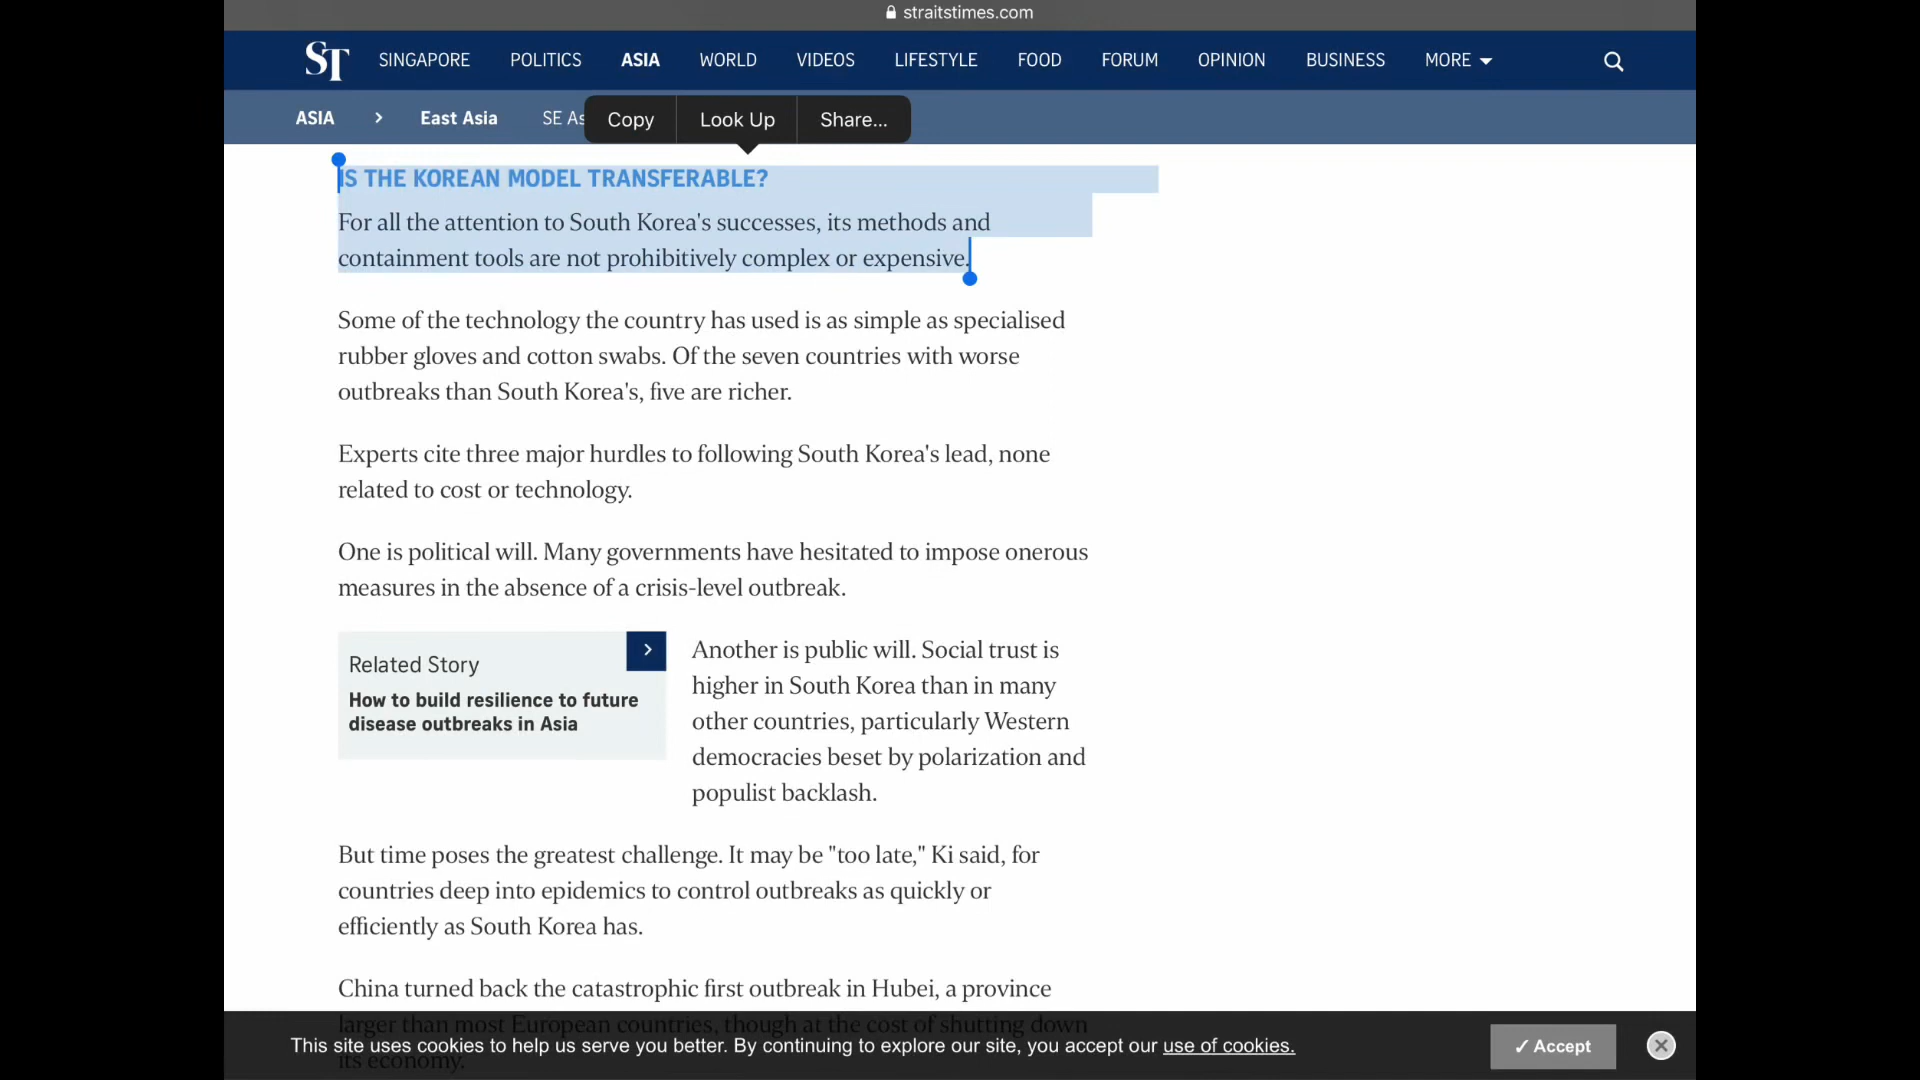 straitstimes.com
ST SINGAPORE POLITICS ASIA WORLD VIDEOS LIFESTYLE FOOD FORUM OPINION BUSINESS MORE
ASIA > East Asia SE As
Copy Look Up Share...
IS THE KOREAN MODEL TRANSFERABLE?
For all the attention to South Korea's successes, its methods and
containment tools are not prohibitively complex or expensive.
Some of the technology the country has used is as simple as specialised
rubber gloves and cotton swabs. Of the seven countries with worse
outbreaks than South Korea's, five are richer.
Experts cite three major hurdles to following South Korea's lead, none
related to cost or technology.
One is political will. Many governments have hesitated to impose onerous
measures in the absence of a crisis-level outbreak.
Related Story
How to build resilience to future
disease outbreaks in Asia
Another is public will. Social trust is
higher in South Korea than in many
other countries, particularly Western
democracies beset by polarization and
populist backlash.
But time poses the greatest challenge. It may be "too late," Ki said, for
countries deep into epidemics to control outbreaks as quickly or
efficiently as South Korea has.
China turned back the catastrophic first outbreak in Hubei, a province
larger than most European countries, though at the cost of shutting down
its economy.
This site uses cookies to help us serve you better. By continuing to explore our site, you accept our use of cookies.
✓ Accept